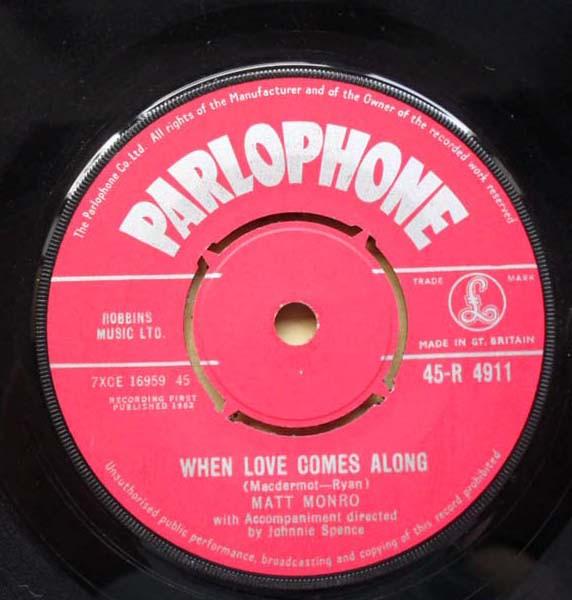 The Parlophone Co. Ltd. All rights of the Manufacturer and of the Owner of the recorded work reserved
PARLOPHONE
TRADE MARK
£
ROBBINS
MUSIC LTD.
MADE IN GT. BRITAIN
7XCE 16959 45
45-R 4911
RECORDING FIRST
PUBLISHED 1962
WHEN LOVE COMES ALONG
(Macdermot—Ryan)
MATT MONRO
with Accompaniment directed
by Johnnie Spence
Unauthorised public performance, broadcasting and copying of this record prohibited